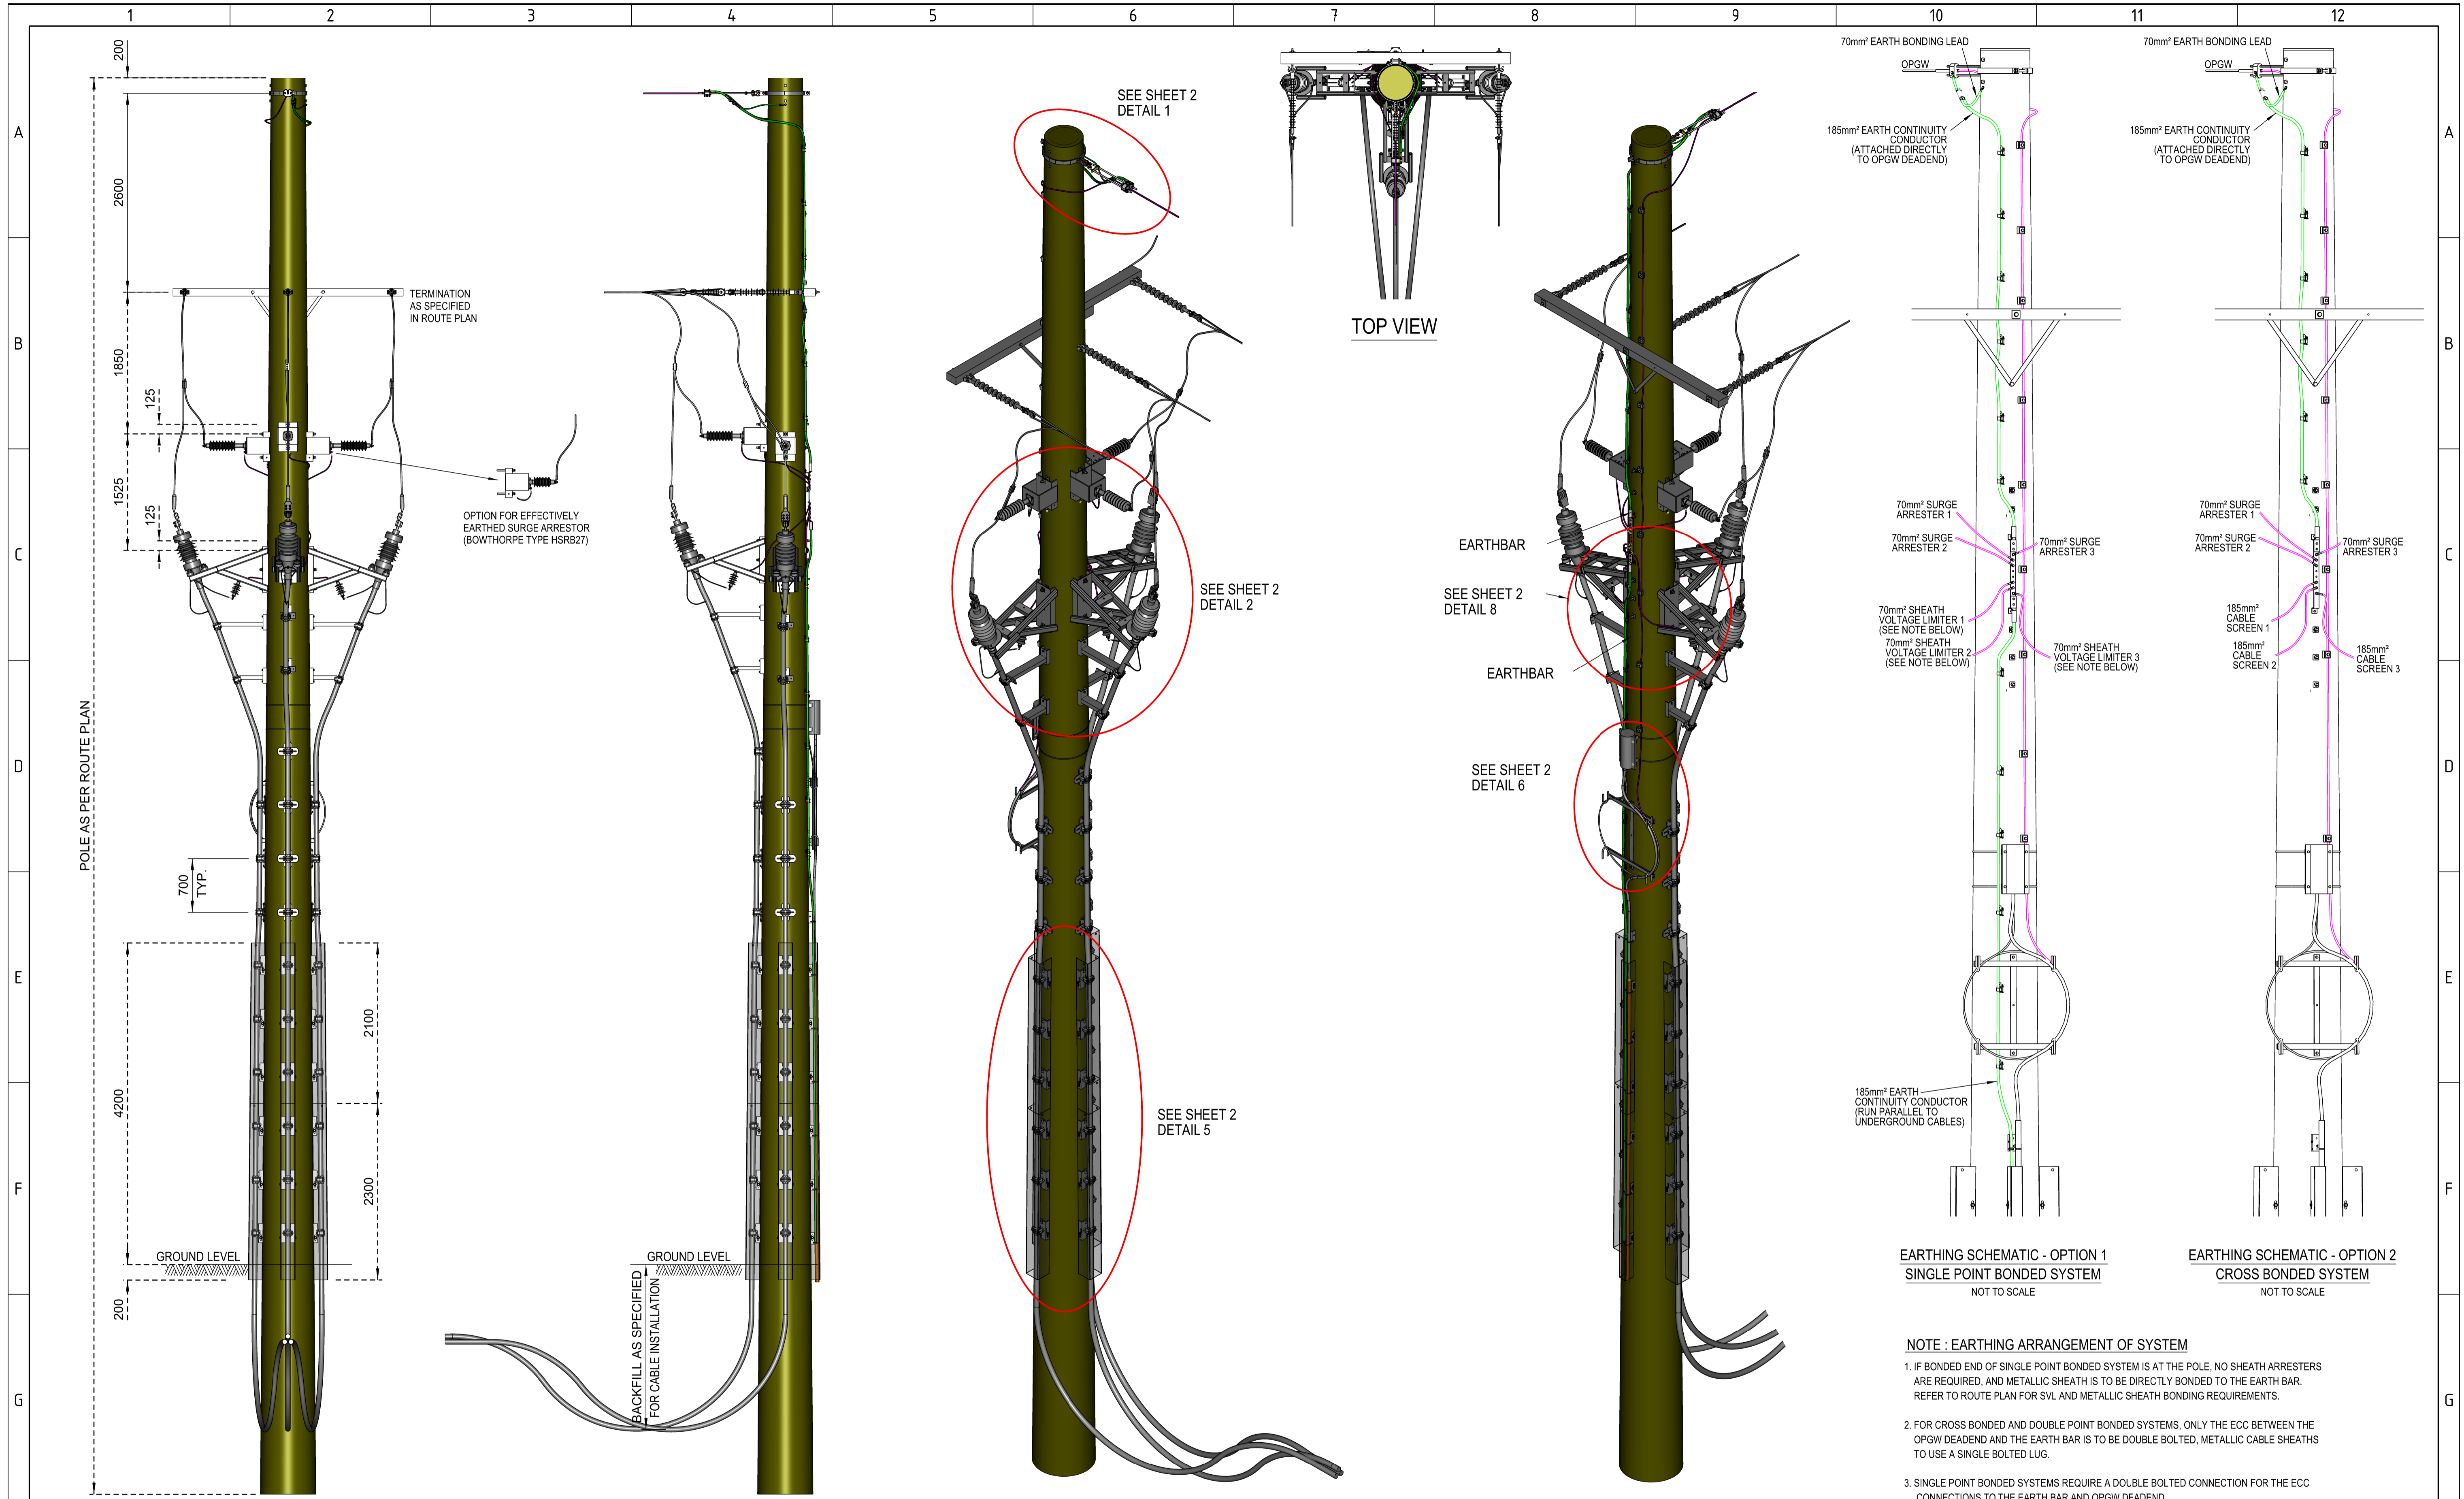 1 2 3 4 5 6 7 8 9 10 11 12
A
B
C
D
E
F
G
A
B
C
D
E
F
G
POLE AS PER ROUTE PLAN
200
2600
1850
125
1525
125
700
TYP.
4200
2100
2300
200
GROUND LEVEL
TERMINATION
AS SPECIFIED
IN ROUTE PLAN
OPTION FOR EFFECTIVELY
EARTHED SURGE ARRESTOR
(BOWTHORPE TYPE HSRB27)
GROUND LEVEL
BACKFILL AS SPECIFIED
FOR CABLE INSTALLATION
SEE SHEET 2
DETAIL 1
SEE SHEET 2
DETAIL 2
SEE SHEET 2
DETAIL 5
TOP VIEW
EARTHBAR
SEE SHEET 2
DETAIL 8
EARTHBAR
SEE SHEET 2
DETAIL 6
70mm² EARTH BONDING LEAD
OPGW
185mm² EARTH CONTINUITY
CONDUCTOR
(ATTACHED DIRECTLY
TO OPGW DEADEND)
70mm² SURGE
ARRESTER 1
70mm² SURGE
ARRESTER 2
70mm² SURGE
ARRESTER 3
70mm² SHEATH
VOLTAGE LIMITER 1
(SEE NOTE BELOW)
70mm² SHEATH
VOLTAGE LIMITER 2
(SEE NOTE BELOW)
70mm² SHEATH
VOLTAGE LIMITER 3
(SEE NOTE BELOW)
185mm² EARTH
CONTINUITY CONDUCTOR
(RUN PARALLEL TO
UNDERGROUND CABLES)
EARTHING SCHEMATIC - OPTION 1
SINGLE POINT BONDED SYSTEM
NOT TO SCALE
70mm² EARTH BONDING LEAD
OPGW
185mm² EARTH CONTINUITY
CONDUCTOR
(ATTACHED DIRECTLY
TO OPGW DEADEND)
70mm² SURGE
ARRESTER 1
70mm² SURGE
ARRESTER 2
70mm² SURGE
ARRESTER 3
185mm²
CABLE
SCREEN 1
185mm²
CABLE
SCREEN 2
185mm²
CABLE
SCREEN 3
EARTHING SCHEMATIC - OPTION 2
CROSS BONDED SYSTEM
NOT TO SCALE
NOTE : EARTHING ARRANGEMENT OF SYSTEM
1. IF BONDED END OF SINGLE POINT BONDED SYSTEM IS AT THE POLE, NO SHEATH ARRESTERS
ARE REQUIRED, AND METALLIC SHEATH IS TO BE DIRECTLY BONDED TO THE EARTH BAR.
REFER TO ROUTE PLAN FOR SVL AND METALLIC SHEATH BONDING REQUIREMENTS.
2. FOR CROSS BONDED AND DOUBLE POINT BONDED SYSTEMS, ONLY THE ECC BETWEEN THE
OPGW DEADEND AND THE EARTH BAR IS TO BE DOUBLE BOLTED, METALLIC CABLE SHEATHS
TO USE A SINGLE BOLTED LUG.
3. SINGLE POINT BONDED SYSTEMS REQUIRE A DOUBLE BOLTED CONNECTION FOR THE ECC
CONNECTIONS TO THE EARTH BAR AND OPGW DEADEND